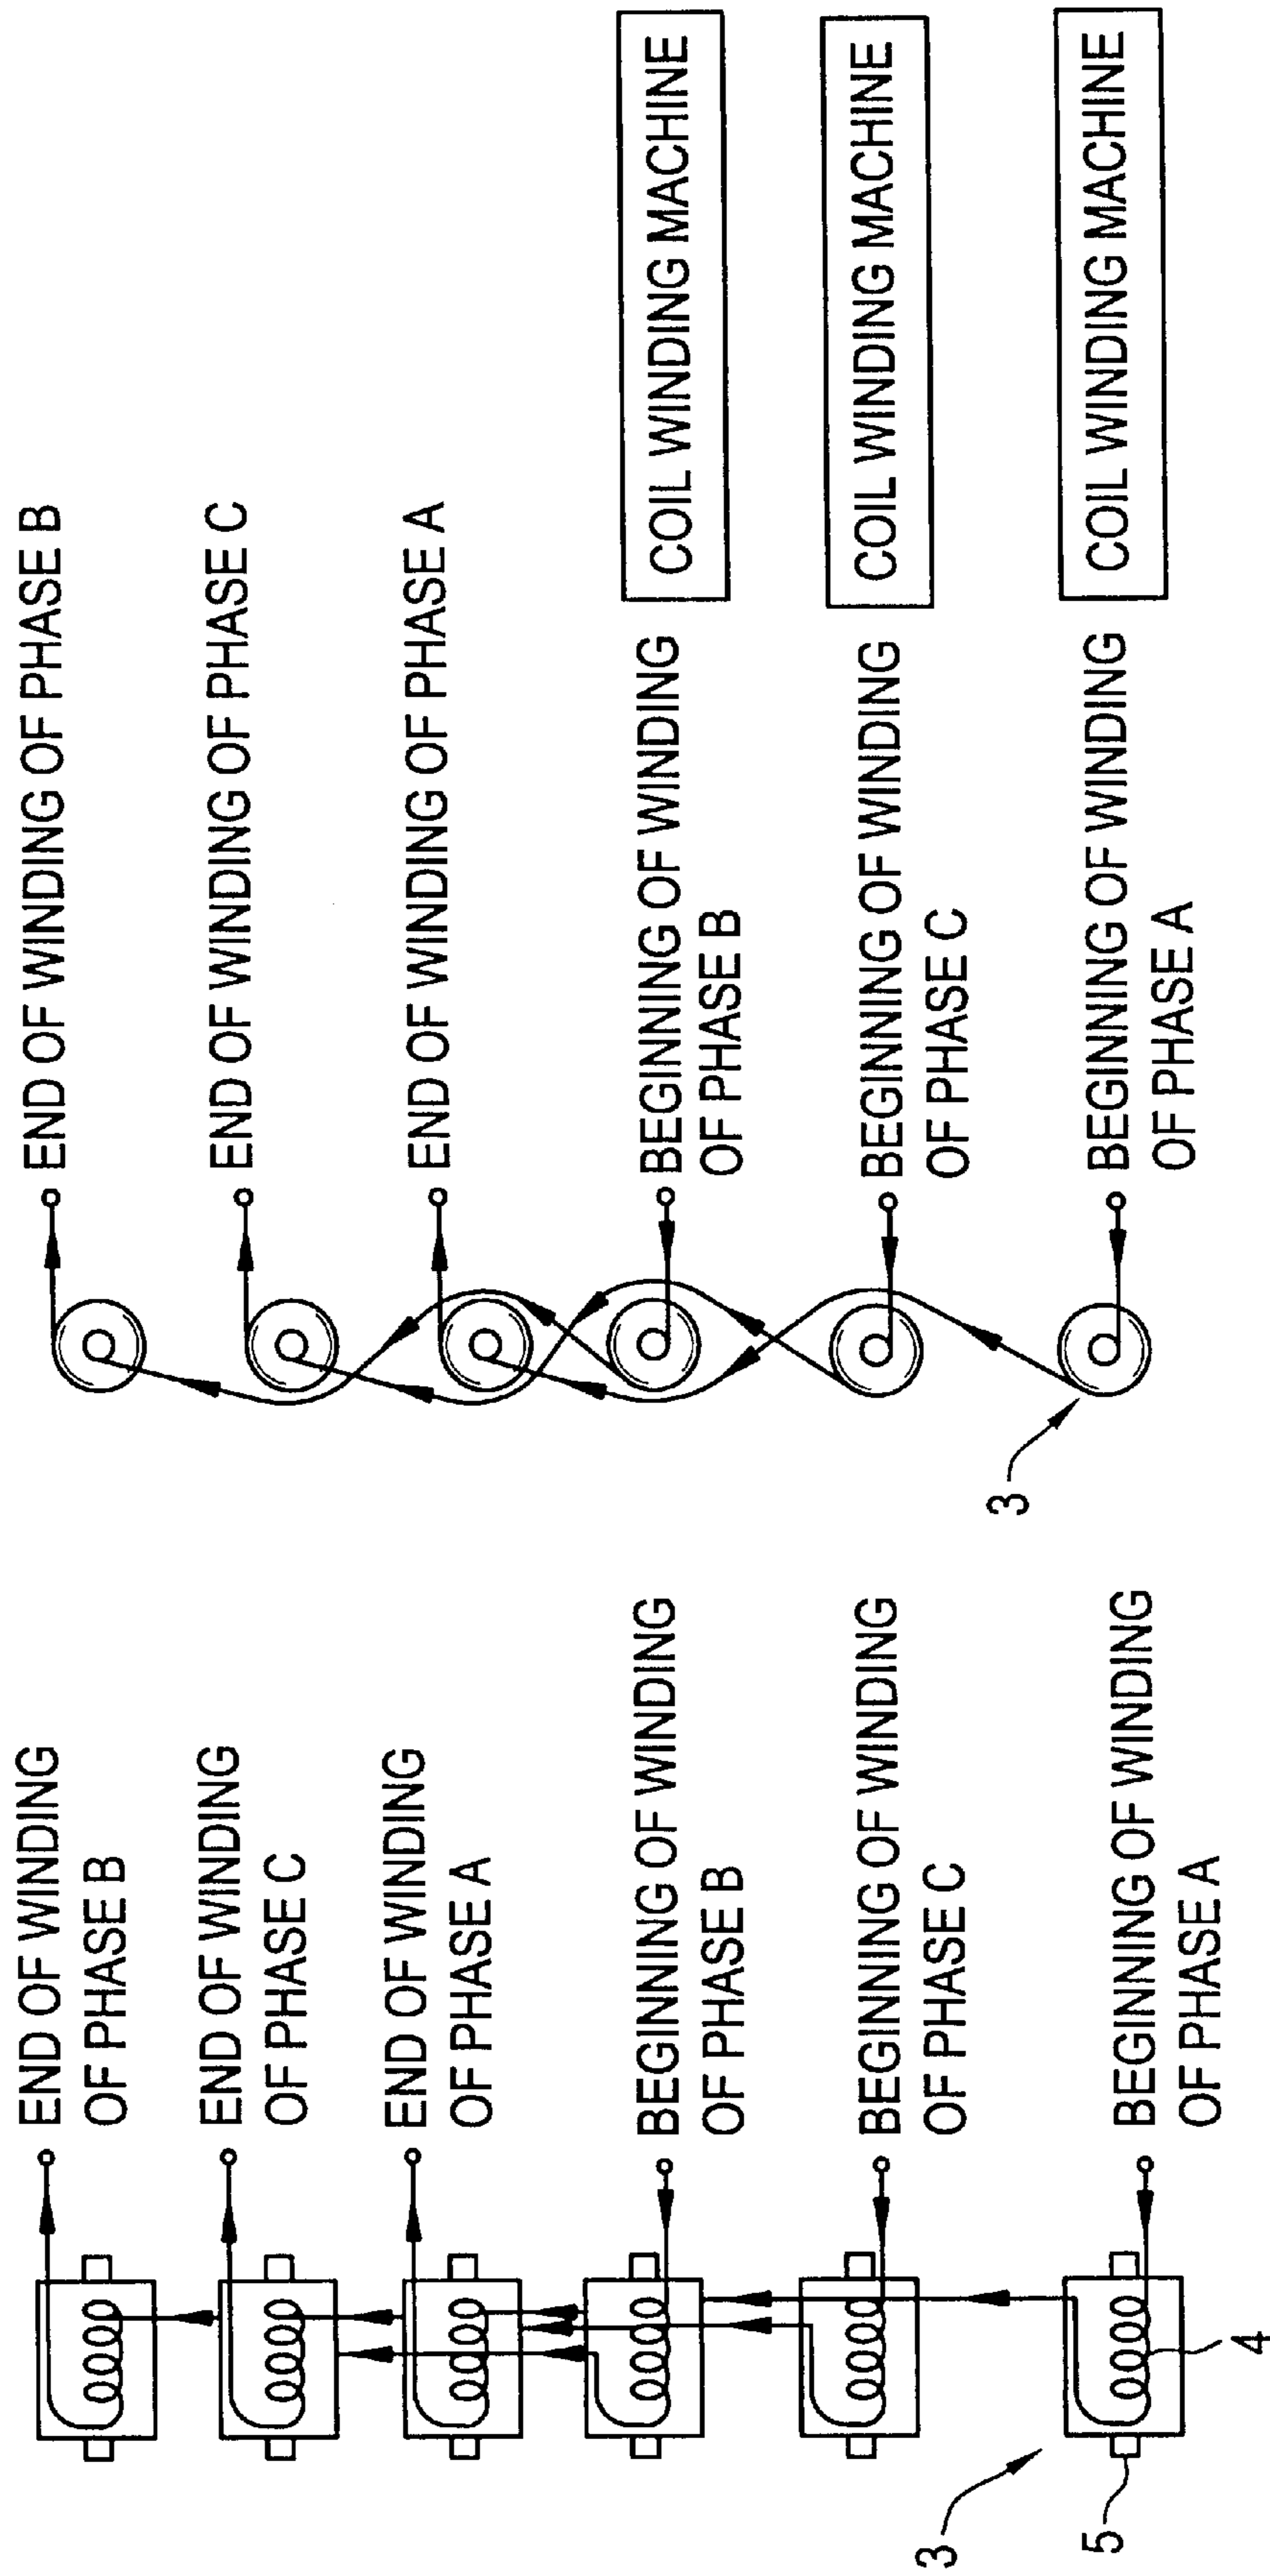 END OF WINDING
OF PHASE B
END OF WINDING
OF PHASE C
END OF WINDING
OF PHASE A
BEGINNING OF WINDING
OF PHASE B
BEGINNING OF WINDING
OF PHASE C
BEGINNING OF WINDING
OF PHASE A
3
5
4
END OF WINDING OF PHASE B
END OF WINDING OF PHASE C
END OF WINDING OF PHASE A
BEGINNING OF WINDING
OF PHASE B
COIL WINDING MACHINE
BEGINNING OF WINDING
OF PHASE C
COIL WINDING MACHINE
BEGINNING OF WINDING
OF PHASE A
COIL WINDING MACHINE
3